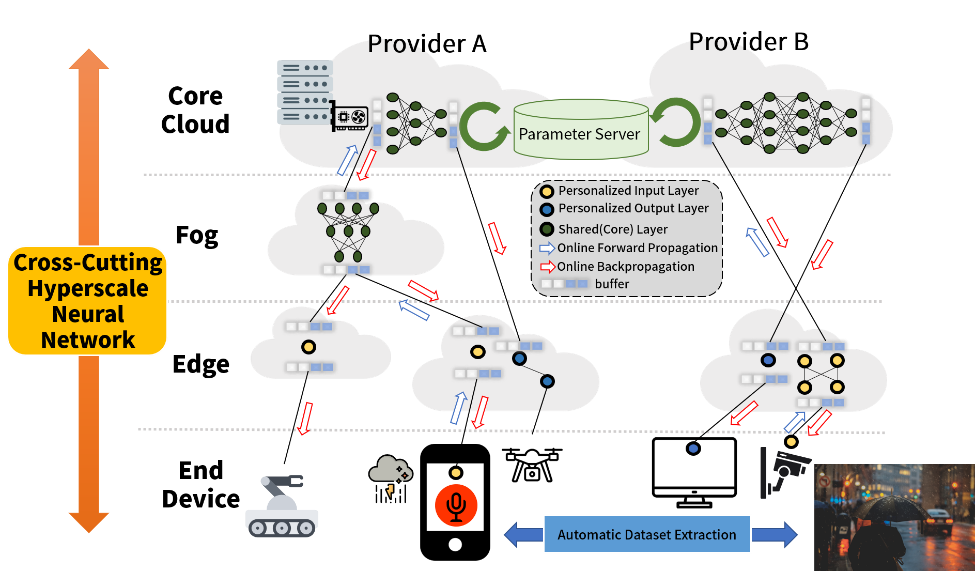 Provider A
Provider B
Core
Cloud
Parameter Server
Personalized Input Layer
Personalized Output Layer
Shared(Core) Layer
Online Forward Propagation
Online Backpropagation
buffer
Fog
Cross-Cutting
Hyperscale
Neural
Network
Edge
End
Device
Automatic Dataset Extraction